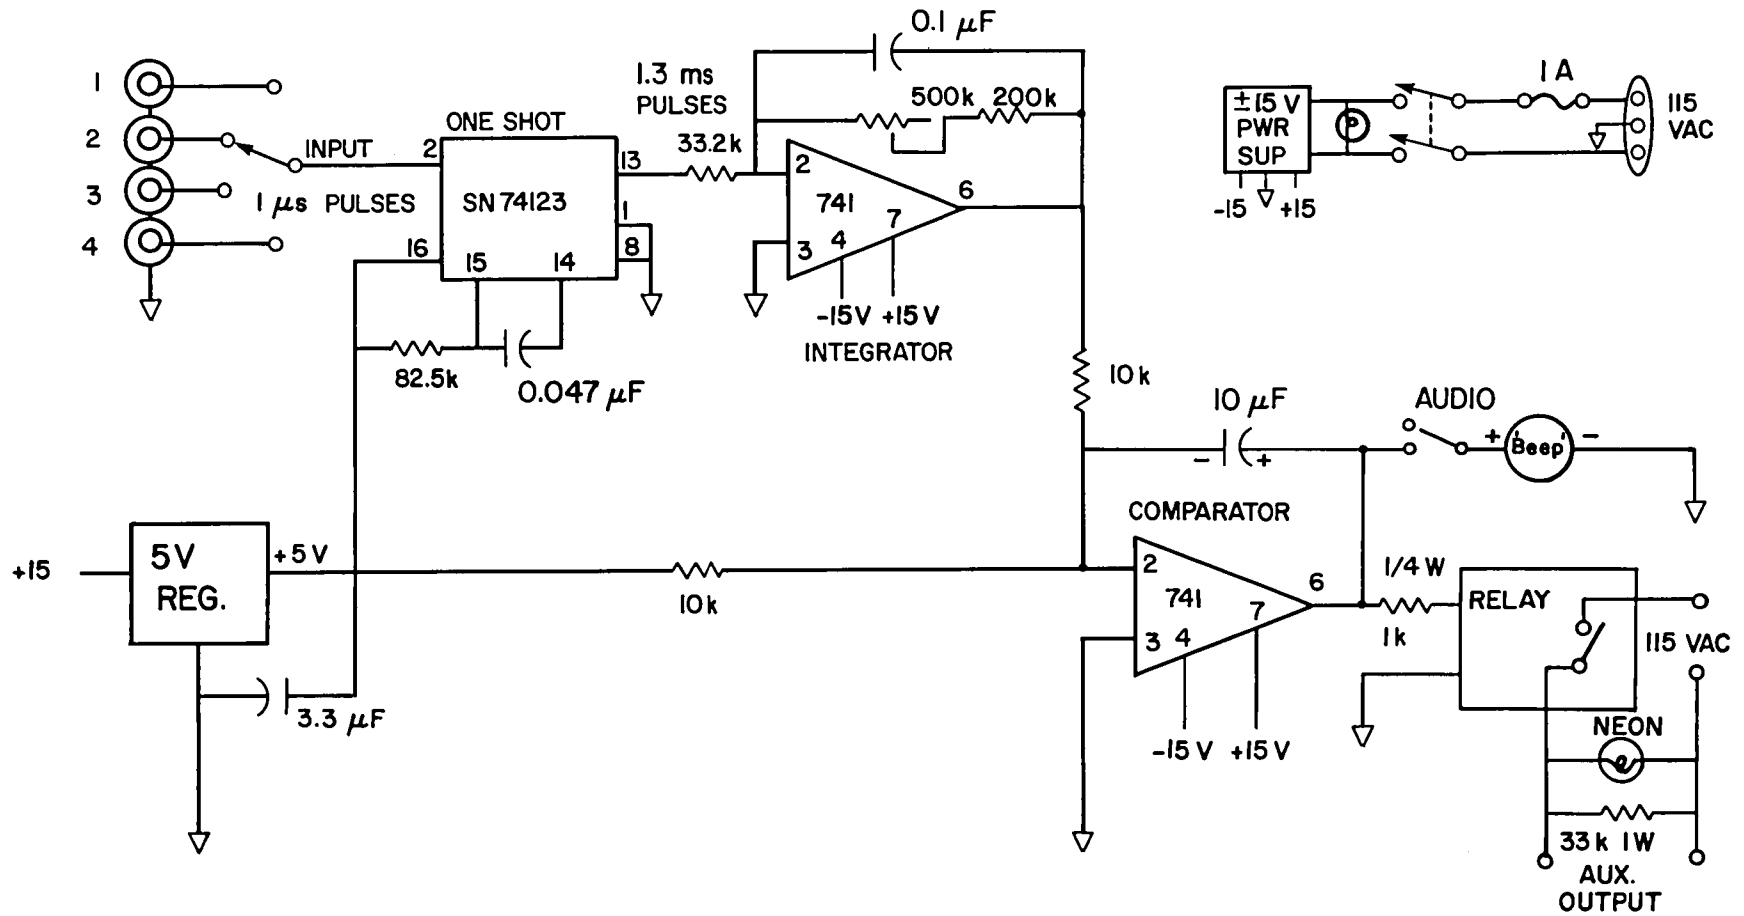 0.1 μF
1
1.3 ms
PULSES
500k
200k
1 A
± 15 V
PWR
SUP
P
115
VAC
-15
+15
2
INPUT
ONE SHOT
2
13
33.2k
2
6
3
1 μs PULSES
SN 74123
1
741
7
4
16
8
3
4
15
14
-15V +15V
INTEGRATOR
82.5k
0.047 μF
10k
10 μF
- +
AUDIO
+ 'Beep' -
COMPARATOR
+15
5V
REG.
+5V
10k
2
741
7
6
3
4
1/4 W
1k
RELAY
115 VAC
3.3 μF
-15V +15V
NEON
33k 1W
AUX.
OUTPUT